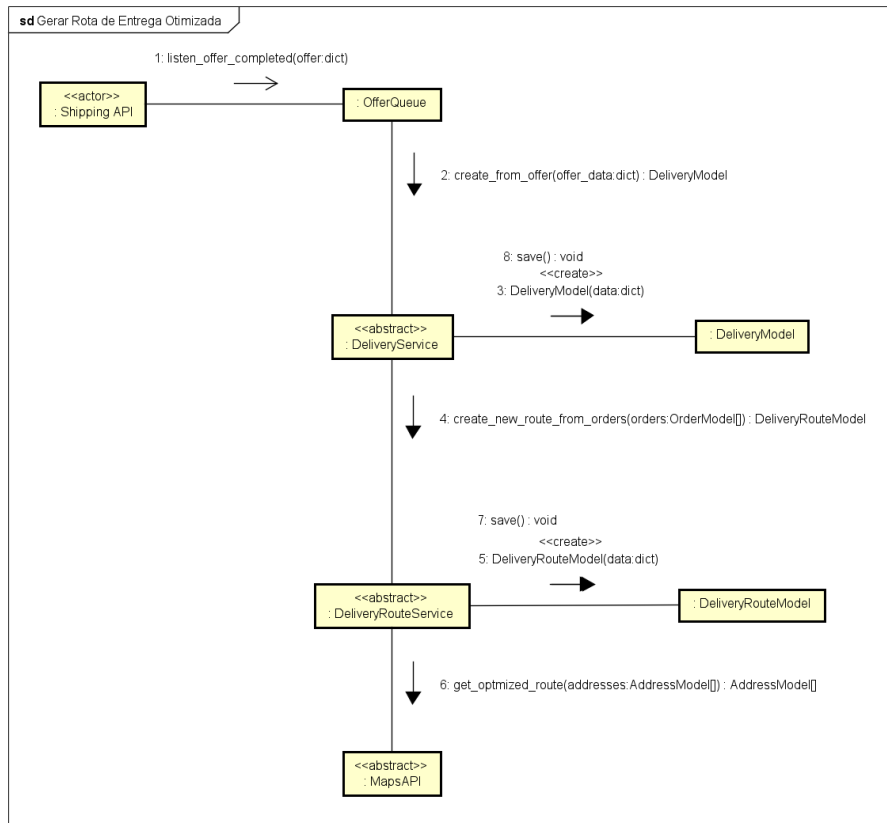 sd Gerar Rota de Entrega Otimizada
1: listen_offer_completed(offer:dict)
<<actor>>
: Shipping API
: OfferQueue
2: create_from_offer(offer_data:dict) : DeliveryModel
8: save() : void
<<create>>
3: DeliveryModel(data:dict)
<<abstract>>
: DeliveryService
: DeliveryModel
4: create_new_route_from_orders(orders:OrderModel[]) : DeliveryRouteModel
7: save() : void
<<create>>
5: DeliveryRouteModel(data:dict)
<<abstract>>
: DeliveryRouteService
: DeliveryRouteModel
6: get_optmized_route(addresses:AddressModel[]) : AddressModel[]
<<abstract>>
: MapsAPI